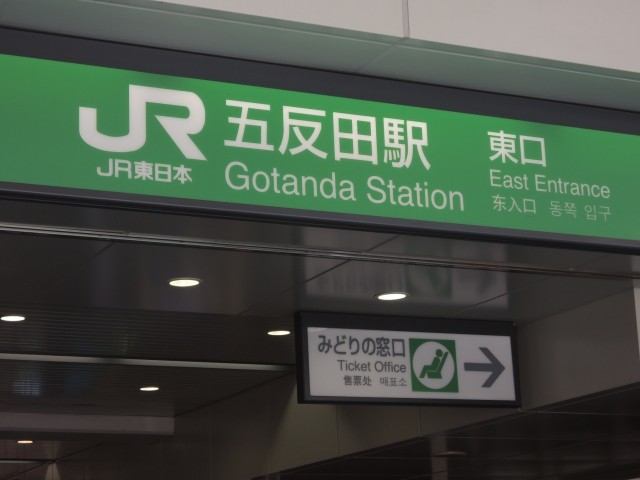 JR
JR東日本
五反田駅
Gotanda Station
東口
East Entrance
东入口 동쪽 입구
みどりの窓口
Ticket Office
售票处 매표소